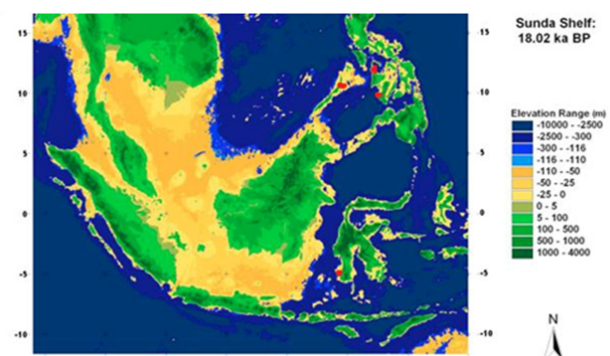 Sunda Shelf:
18.02 ka BP
15
10
5
0
-5
-10
15
10
5
0
-5
-10
Elevation Range (m)
-10000 - -2500
-2500 - -300
-300 - -116
-116 - -110
-110 - -50
-50 - -25
-25 - 0
0 - 5
5 - 100
100 - 500
500 - 1000
1000 - 4000
N